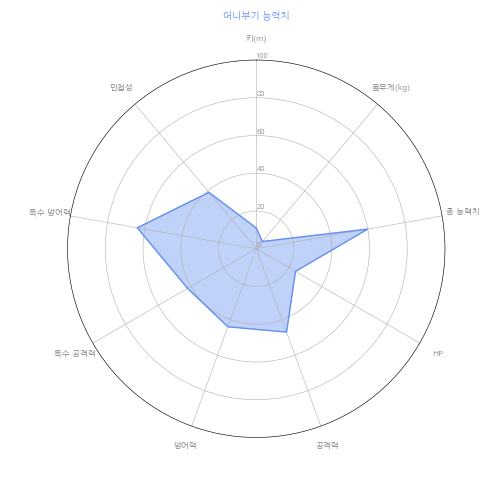 어니부기 능력치
키(m)
100
민첩성
몸무게(kg)
80
60
40
특수 방어력
20
총 능력치
0
특수 공격력
HP
방어력
공격력